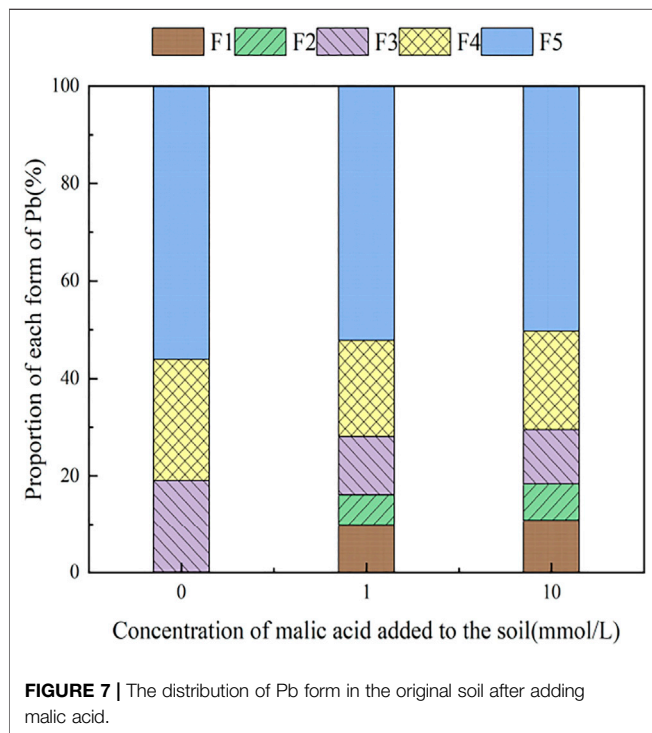 F1 F2 F3 F4 F5
100
80
60
40
20
0
Proportion of each form of Pb(%)
0 1 10
Concentration of malic acid added to the soil(mmol/L)
FIGURE 7 | The distribution of Pb form in the original soil after adding
malic acid.